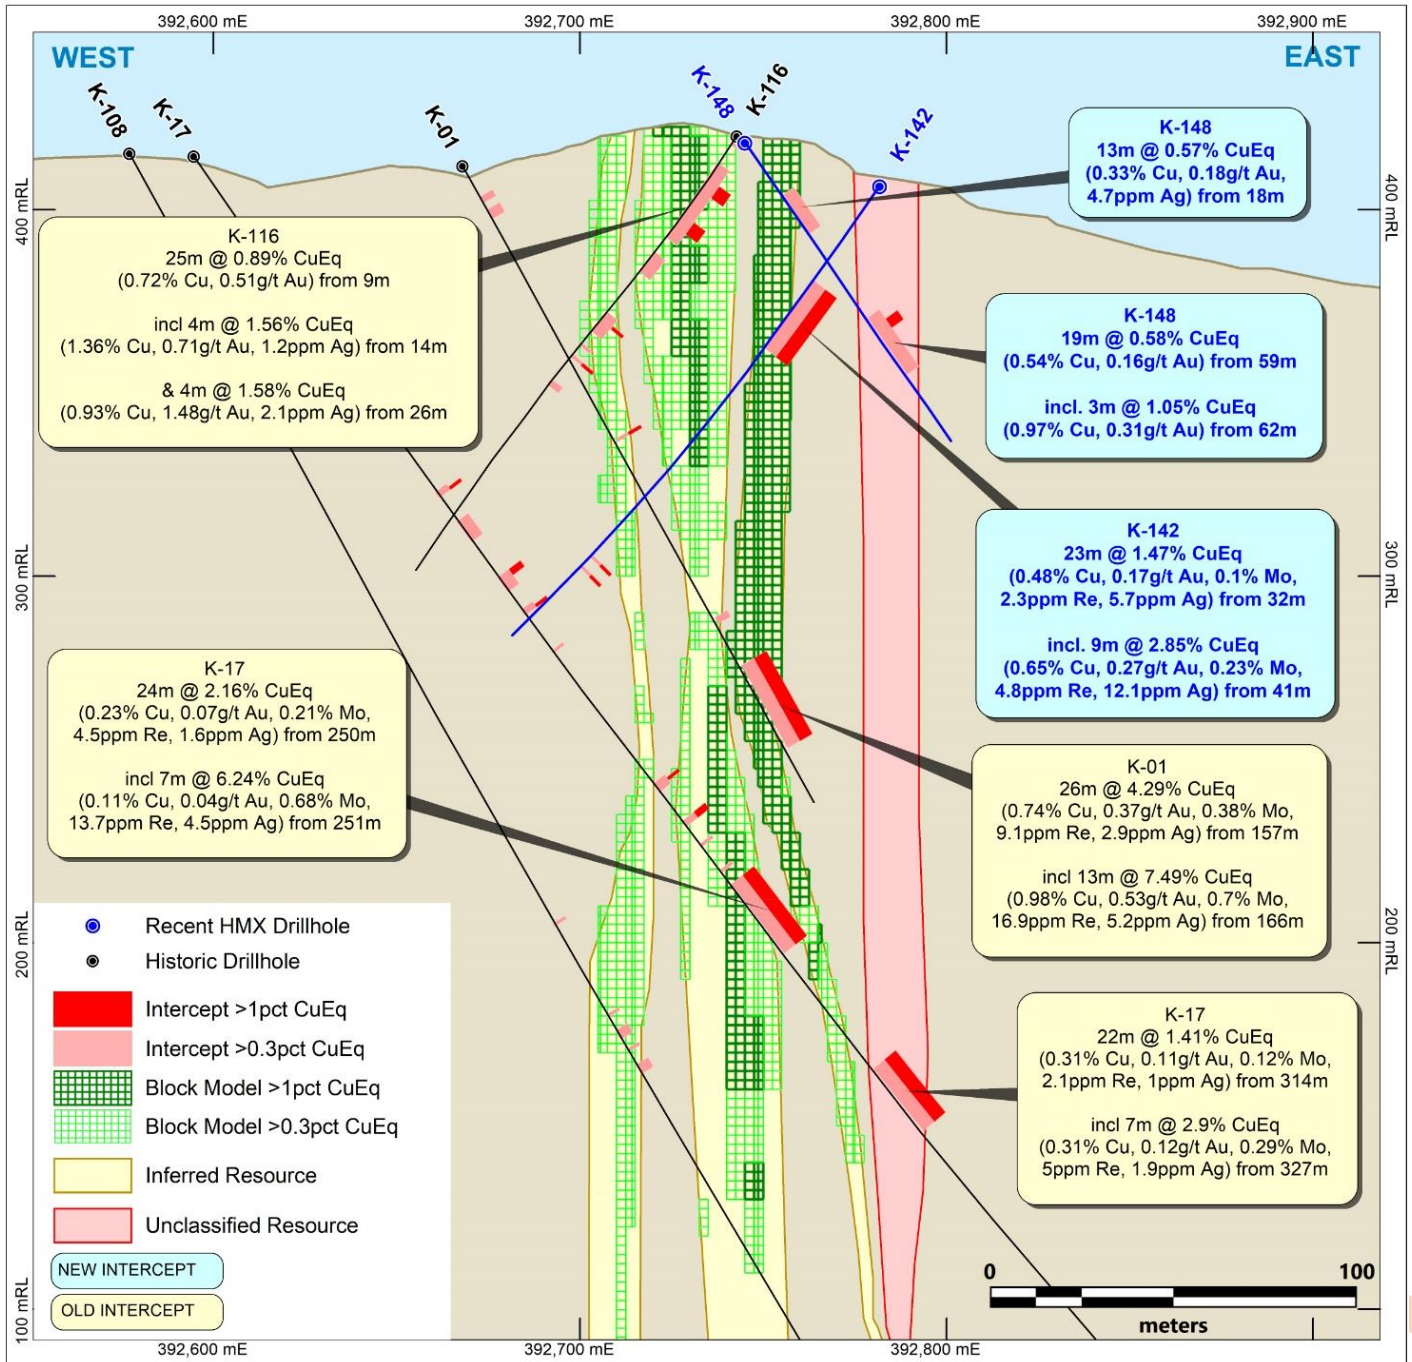 392,600 mE
392,700 mE
392,800 mE
392,900 mE
WEST
EAST
K-108
K-17
K-01
K-148
K-116
K-142
400 mRL
300 mRL
200 mRL
100 mRL
400 mRL
300 mRL
200 mRL
K-148
13m @ 0.57% CuEq
(0.33% Cu, 0.18g/t Au,
4.7ppm Ag) from 18m
K-116
25m @ 0.89% CuEq
(0.72% Cu, 0.51g/t Au) from 9m
incl 4m @ 1.56% CuEq
(1.36% Cu, 0.71g/t Au, 1.2ppm Ag) from 14m
& 4m @ 1.58% CuEq
(0.93% Cu, 1.48g/t Au, 2.1ppm Ag) from 26m
K-148
19m @ 0.58% CuEq
(0.54% Cu, 0.16g/t Au) from 59m
incl. 3m @ 1.05% CuEq
(0.97% Cu, 0.31g/t Au) from 62m
K-142
23m @ 1.47% CuEq
(0.48% Cu, 0.17g/t Au, 0.1% Mo,
2.3ppm Re, 5.7ppm Ag) from 32m
incl. 9m @ 2.85% CuEq
(0.65% Cu, 0.27g/t Au, 0.23% Mo,
4.8ppm Re, 12.1ppm Ag) from 41m
K-17
24m @ 2.16% CuEq
(0.23% Cu, 0.07g/t Au, 0.21% Mo,
4.5ppm Re, 1.6ppm Ag) from 250m
incl 7m @ 6.24% CuEq
(0.11% Cu, 0.04g/t Au, 0.68% Mo,
13.7ppm Re, 4.5ppm Ag) from 251m
K-01
26m @ 4.29% CuEq
(0.74% Cu, 0.37g/t Au, 0.38% Mo,
9.1ppm Re, 2.9ppm Ag) from 157m
incl 13m @ 7.49% CuEq
(0.98% Cu, 0.53g/t Au, 0.7% Mo,
16.9ppm Re, 5.2ppm Ag) from 166m
K-17
22m @ 1.41% CuEq
(0.31% Cu, 0.11g/t Au, 0.12% Mo,
2.1ppm Re, 1ppm Ag) from 314m
incl 7m @ 2.9% CuEq
(0.31% Cu, 0.12g/t Au, 0.29% Mo,
5ppm Re, 1.9ppm Ag) from 327m
Recent HMX Drillhole
Historic Drillhole
Intercept >1pct CuEq
Intercept >0.3pct CuEq
Block Model >1pct CuEq
Block Model >0.3pct CuEq
Inferred Resource
Unclassified Resource
NEW INTERCEPT
OLD INTERCEPT
0 100
meters
392,600 mE
392,700 mE
392,800 mE